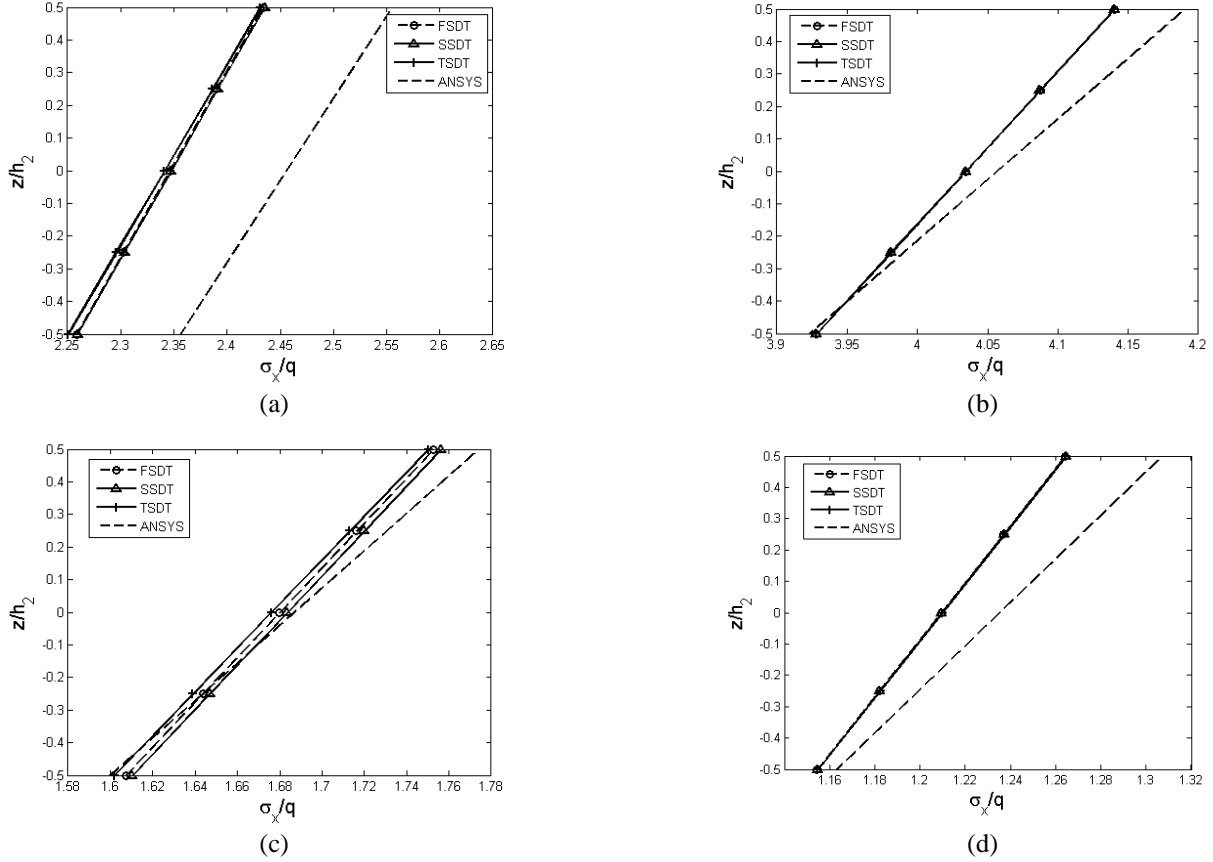 0.5
0.4
0.3
0.2
0.1
0
-0.1
-0.2
-0.3
-0.4
-0.5
z/h2
FSDT
SSDT
TSDT
ANSYS
2.25 2.3 2.35 2.4 2.45 2.5 2.55 2.6 2.65
σx/q
(a)
0.5
0.4
0.3
0.2
0.1
0
-0.1
-0.2
-0.3
-0.4
-0.5
z/h2
FSDT
SSDT
TSDT
ANSYS
3.9 3.95 4 4.05 4.1 4.15 4.2
σx/q
(b)
0.5
0.4
0.3
0.2
0.1
0
-0.1
-0.2
-0.3
-0.4
-0.5
z/h2
FSDT
SSDT
TSDT
ANSYS
1.58 1.6 1.62 1.64 1.66 1.68 1.7 1.72 1.74 1.76 1.78
σx/q
(c)
0.5
0.4
0.3
0.2
0.1
0
-0.1
-0.2
-0.3
-0.4
-0.5
z/h2
FSDT
SSDT
TSDT
ANSYS
1.16 1.18 1.2 1.22 1.24 1.26 1.28 1.3 1.32
σx/q
(d)